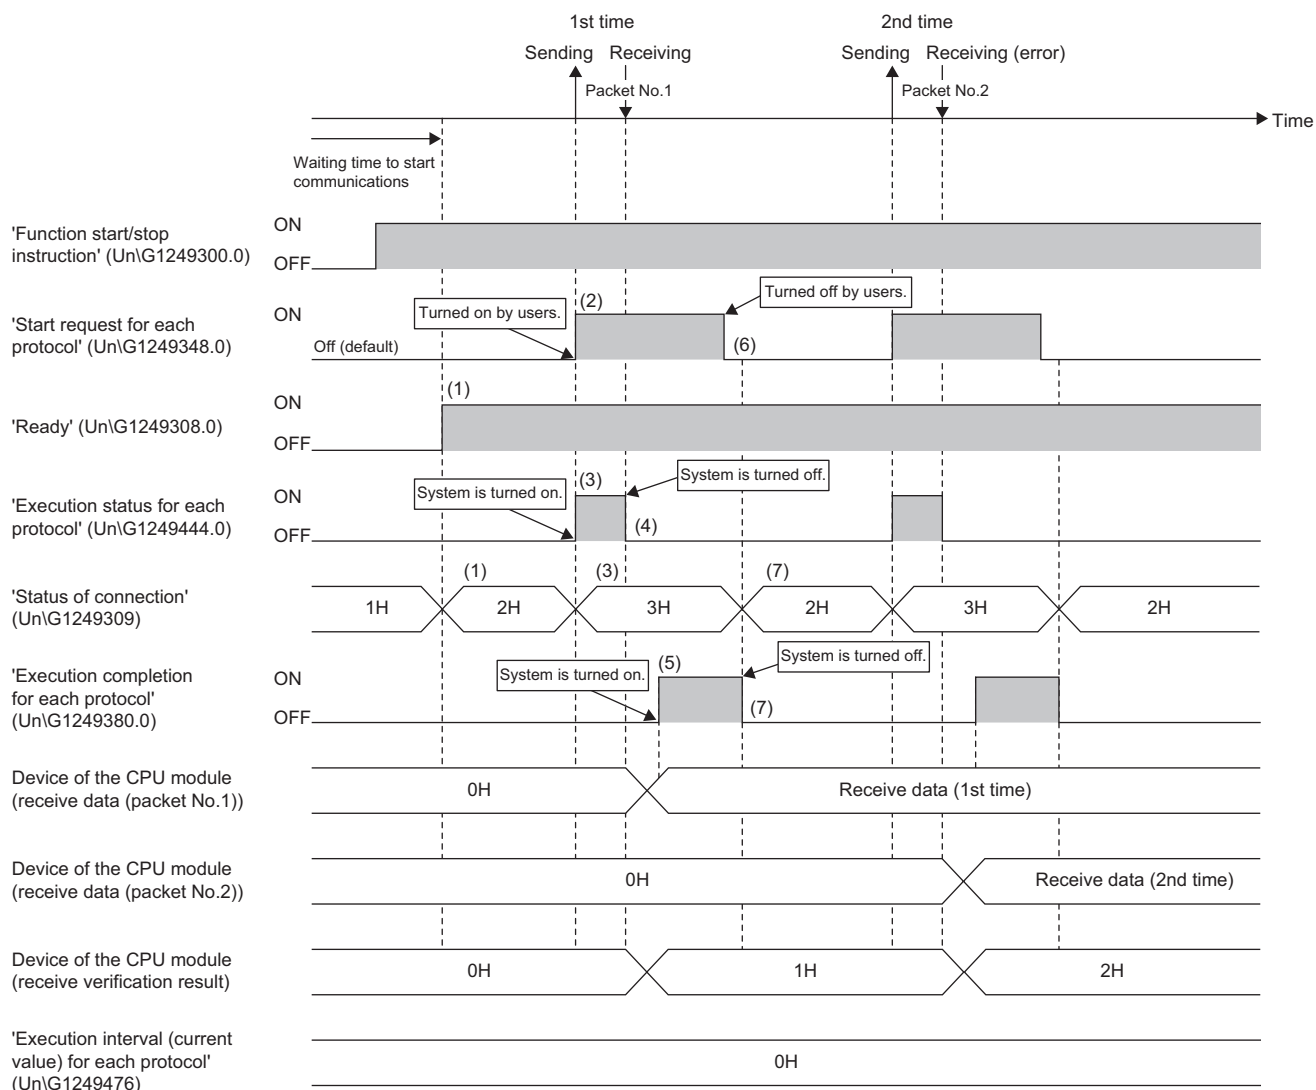 1st time
2nd time
Sending Receiving
Sending Receiving (error)
Packet No.1
Packet No.2
Time
Waiting time to start
communications
'Function start/stop
instruction' (Un\G1249300.0)
ON
OFF
'Start request for each
protocol' (Un\G1249348.0)
ON
Off (default)
Turned on by users.
(2)
Turned off by users.
(6)
'Ready' (Un\G1249308.0)
ON
OFF
(1)
'Execution status for each
protocol' (Un\G1249444.0)
ON
OFF
System is turned on.
(3)
System is turned off.
(4)
'Status of connection'
(Un\G1249309)
(1)
(3)
(7)
1H
2H
3H
2H
3H
2H
'Execution completion
for each protocol'
(Un\G1249380.0)
ON
OFF
System is turned on.
(5)
System is turned off.
(7)
Device of the CPU module
(receive data (packet No.1))
0H
Receive data (1st time)
Device of the CPU module
(receive data (packet No.2))
0H
Receive data (2nd time)
Device of the CPU module
(receive verification result)
0H
1H
2H
'Execution interval (current
value) for each protocol'
(Un\G1249476)
0H